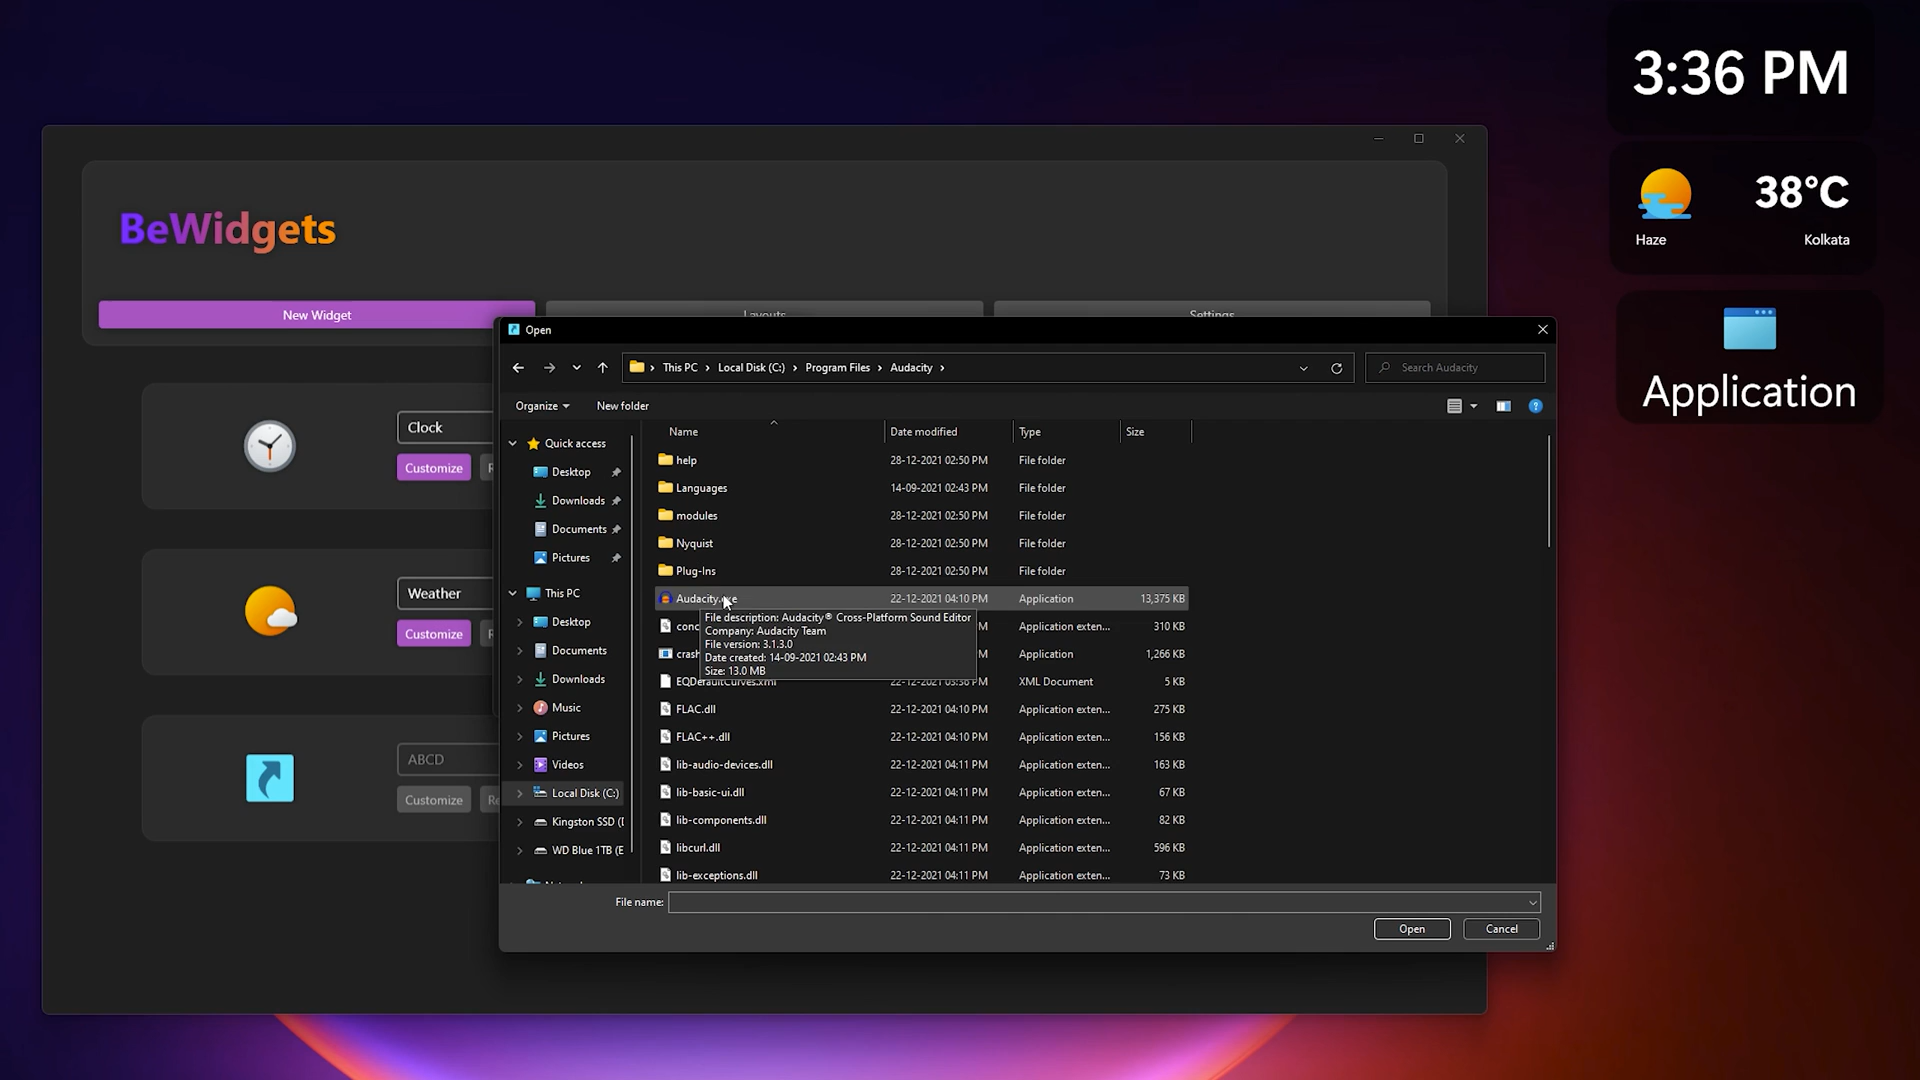 3:36 PM
38°C
Haze
Kolkata
Application
BeWidgets
New Widget
Layouts
Settings
Clock
Customize
Weather
Customize
ABCD
Customize
Open
This PC > Local Disk (C:) > Program Files > Audacity >
Search Audacity
Organize
New folder
Quick access
Desktop
Downloads
Documents
Pictures
This PC
Desktop
Documents
Downloads
Music
Pictures
Videos
Local Disk (C:)
Kingston SSD (
WD Blue 1TB (E
Name Date modified Type Size
help 28-12-2021 02:50 PM File folder
Languages 14-09-2021 02:43 PM File folder
modules 28-12-2021 02:50 PM File folder
Nyquist 28-12-2021 02:50 PM File folder
Plug-Ins 28-12-2021 02:50 PM File folder
Audacity.exe 22-12-2021 04:10 PM Application 13,375 KB
conc M Application exten... 310 KB
crash M Application 1,266 KB
EQDefaultCurves.xml 22-12-2021 03:36 PM XML Document 5 KB
FLAC.dll 22-12-2021 04:10 PM Application exten... 275 KB
FLAC++.dll 22-12-2021 04:10 PM Application exten... 156 KB
lib-audio-devices.dll 22-12-2021 04:11 PM Application exten... 163 KB
lib-basic-ui.dll 22-12-2021 04:11 PM Application exten... 67 KB
lib-components.dll 22-12-2021 04:11 PM Application exten... 82 KB
libcurl.dll 22-12-2021 04:11 PM Application exten... 596 KB
lib-exceptions.dll 22-12-2021 04:11 PM Application exten... 73 KB
File description: Audacity® Cross-Platform Sound Editor
Company: Audacity Team
File version: 3.1.3.0
Date created: 14-09-2021 02:43 PM
Size: 13.0 MB
File name:
Open
Cancel